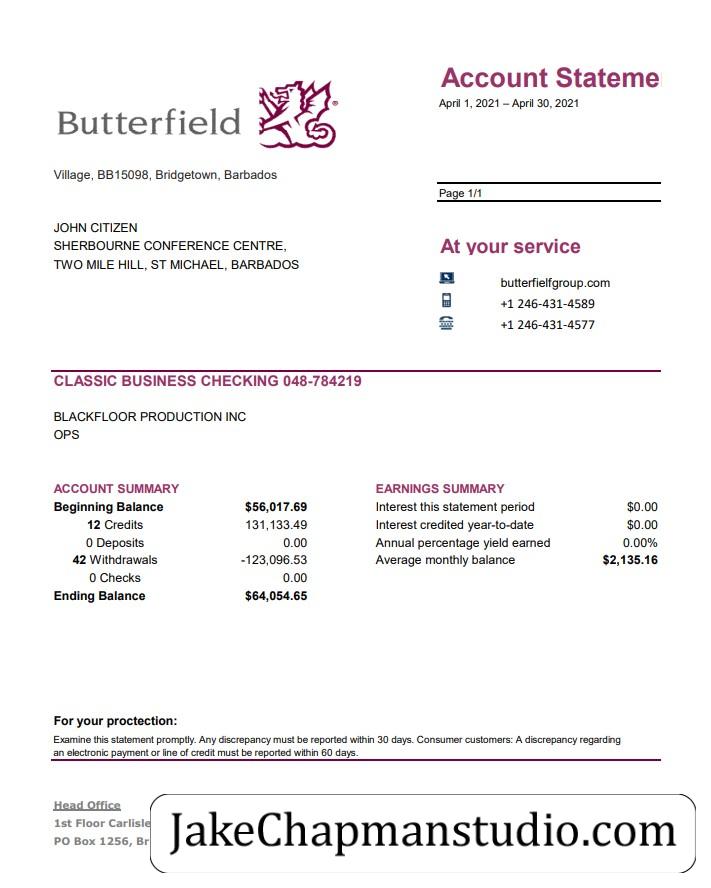 Account Stateme
April 1, 2021 – April 30, 2021
Butterfield ®
Village, BB15098, Bridgetown, Barbados
Page 1/1
JOHN CITIZEN
SHERBOURNE CONFERENCE CENTRE,
TWO MILE HILL, ST MICHAEL, BARBADOS
At your service
butterfielfgroup.com
+1 246-431-4589
+1 246-431-4577
CLASSIC BUSINESS CHECKING 048-784219
BLACKFLOOR PRODUCTION INC
OPS
ACCOUNT SUMMARY
Beginning Balance $56,017.69
12 Credits 131,133.49
0 Deposits 0.00
42 Withdrawals -123,096.53
0 Checks 0.00
Ending Balance $64,054.65
EARNINGS SUMMARY
Interest this statement period $0.00
Interest credited year-to-date $0.00
Annual percentage yield earned 0.00%
Average monthly balance $2,135.16
For your proctection:
Examine this statement promptly. Any discrepancy must be reported within 30 days. Consumer customers: A discrepancy regarding
an electronic payment or line of credit must be reported within 60 days.
Head Office
1st Floor Carlisle
PO Box 1256, Br
JakeChapmanstudio.com